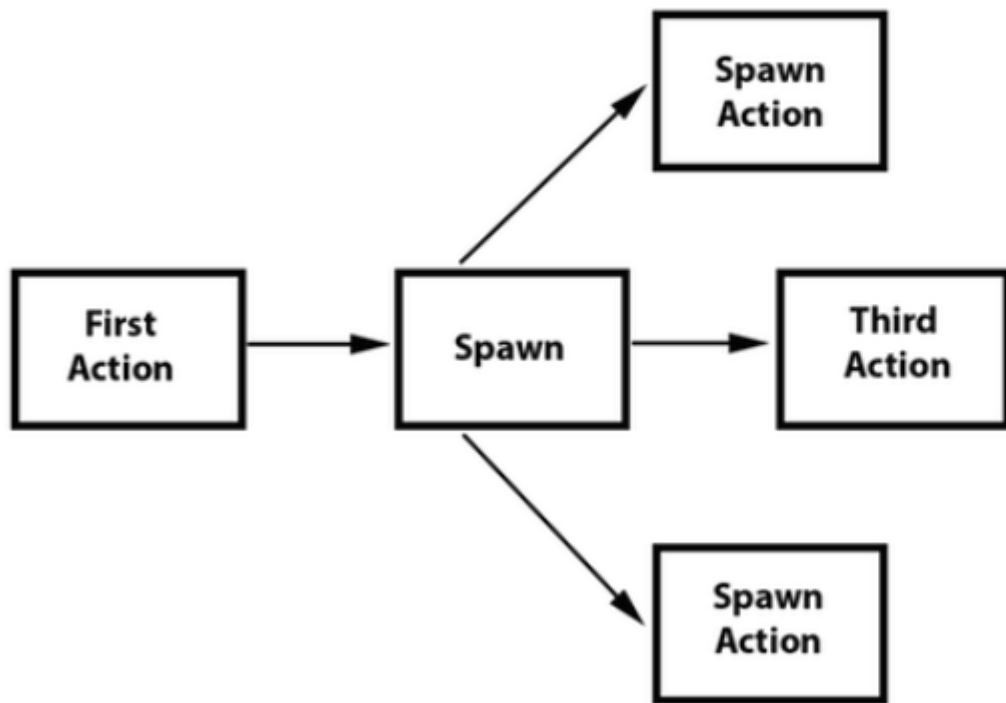 Spawn
Action
First
Action
Spawn
Third
Action
Spawn
Action